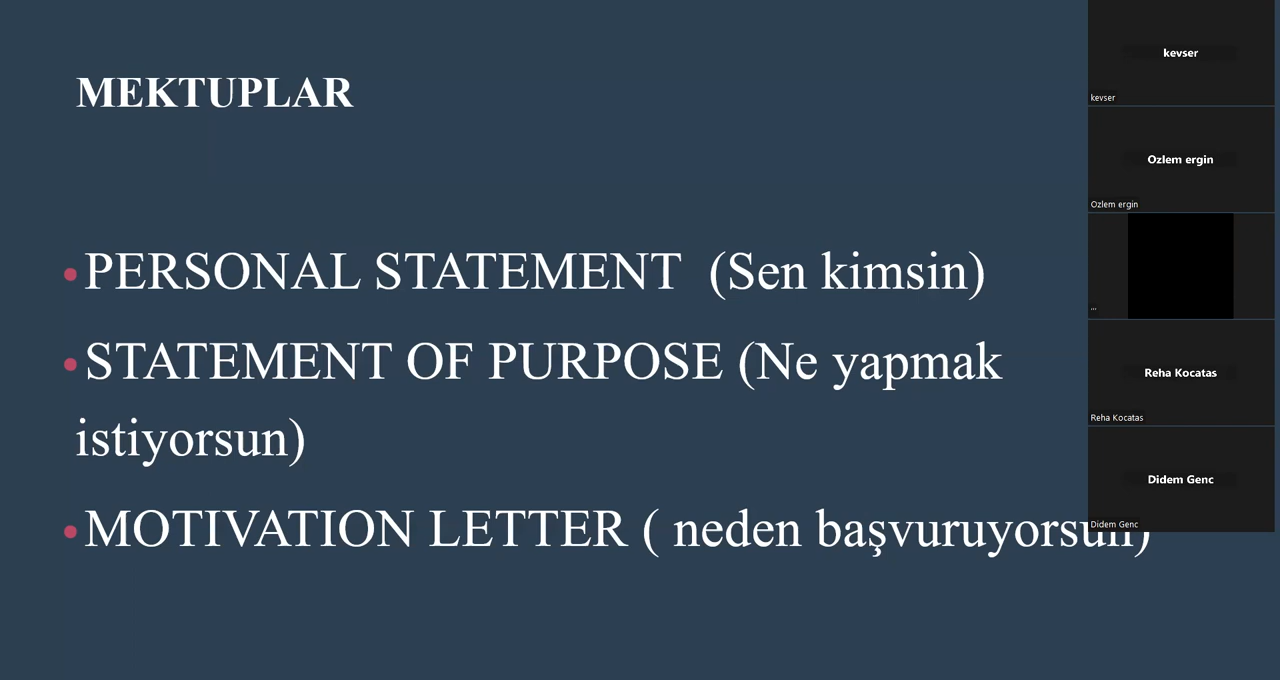 MEKTUPLAR
• PERSONAL STATEMENT (Sen kimsin)
• STATEMENT OF PURPOSE (Ne yapmak
istiyorsun)
• MOTIVATION LETTER ( neden başvuruyorsun)
kevser
kevser
Ozlem ergin
Ozlem ergin
...
Reha Kocatas
Reha Kocatas
Didem Genc
Didem Genc